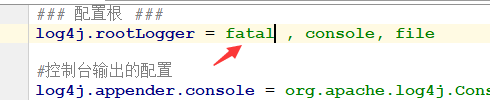 ### 配置根 ###
log4j.rootLogger = fatal , console, file
#控制台输出的配置
log4j.appender.console = org.apache.log4j.Cons